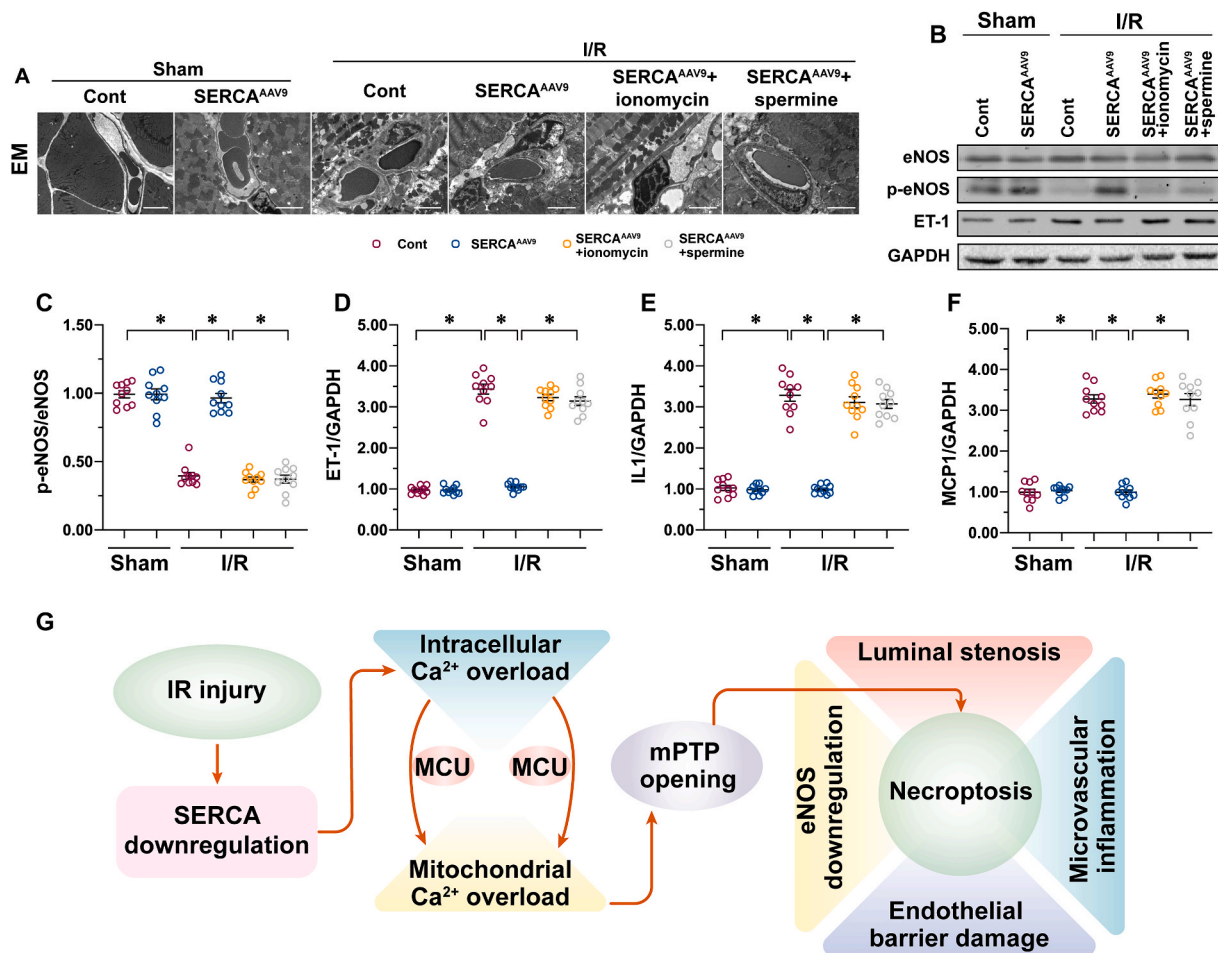 A
Sham
I/R
Cont
SERCA^AAV9
Cont
SERCA^AAV9
SERCA^AAV9+
ionomycin
SERCA^AAV9+
spermine
EM
Cont
SERCA^AAV9
SERCA^AAV9
+ionomycin
SERCA^AAV9
+spermine
B
Sham
I/R
Cont
SERCA^AAV9
Cont
SERCA^AAV9
SERCA^AAV9
+ionomycin
SERCA^AAV9
+spermine
eNOS
p-eNOS
ET-1
GAPDH
C
p-eNOS/eNOS
1.50
1.00
0.50
0.00
* * *
Sham
I/R
D
ET-1/GAPDH
5.00
4.00
3.00
2.00
1.00
0.00
* * *
Sham
I/R
E
IL1/GAPDH
5.00
4.00
3.00
2.00
1.00
0.00
* * *
Sham
I/R
F
MCP1/GAPDH
5.00
4.00
3.00
2.00
1.00
0.00
* * *
Sham
I/R
G
IR injury
SERCA
downregulation
Intracellular
Ca²⁺ overload
MCU
MCU
Mitochondrial
Ca²⁺ overload
mPTP
opening
Luminal stenosis
eNOS
downregulation
Necroptosis
Microvascular
inflammation
Endothelial
barrier damage